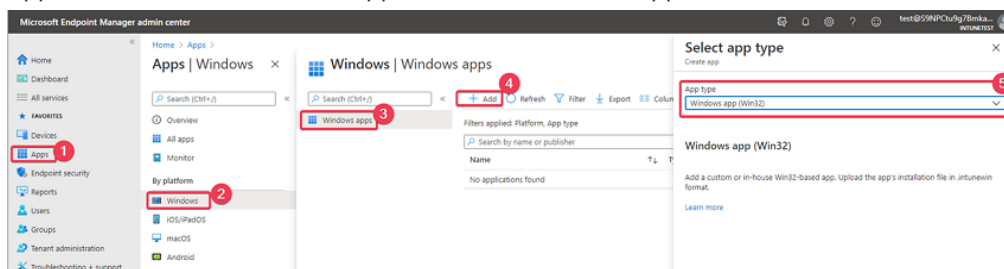 Microsoft Endpoint Manager admin center
test@S9NPCtu9g7Bmka...
INTUNETEST
Home
Dashboard
All services
FAVORITES
Devices
Apps
1
Endpoint security
Reports
Users
Groups
Tenant administration
Troubleshooting + support
Home > Apps >
Apps | Windows
Search (Ctrl+/)
Overview
All apps
Monitor
By platform
Windows
2
iOS/iPadOS
macOS
Android
Windows | Windows apps
Search (Ctrl+/)
Windows apps
3
4
+ Add Refresh Filter Export Colum
Filters applied: Platform, App type
Search by name or publisher
Name
No applications found
Select app type
Create app
5
App type
Windows app (Win32)
Windows app (Win32)
Add a custom or in-house Win32-based app. Upload the app's installation file in .intunewin
format.
Learn more